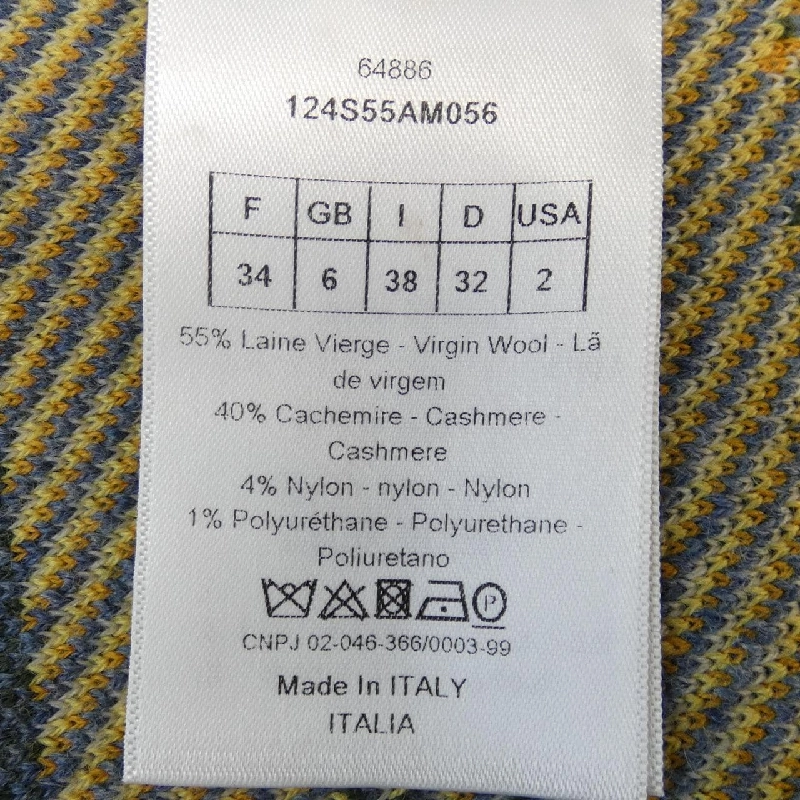 64886
124S55AM056
F GB I D USA
34 6 38 32 2
55% Laine Vierge - Virgin Wool - Lã
de virgem
40% Cachemire - Cashmere -
Cashmere
4% Nylon - nylon - Nylon
1% Polyuréthane - Polyurethane -
Poliuretano
P
CNPJ 02-046-366/0003-99
Made In ITALY
ITALIA